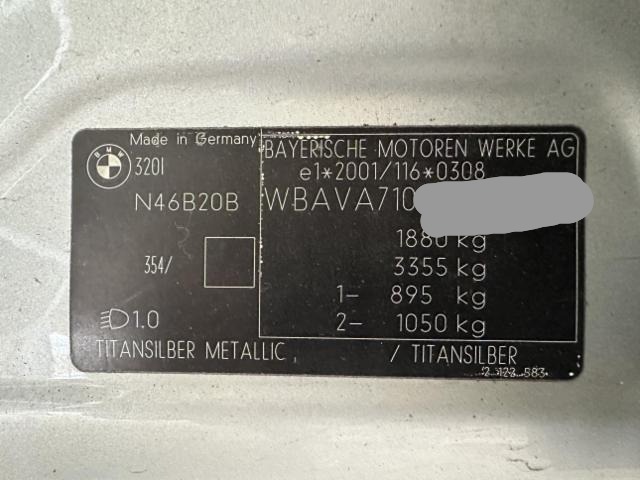 Made in Germany
BMW
320I
N46B20B
354/
1.0
TITANSILBER METALLIC / TITANSILBER
BAYERISCHE MOTOREN WERKE AG
e1*2001/116*0308
WBAVA710
1880 kg
3355 kg
1- 895 kg
2- 1050 kg